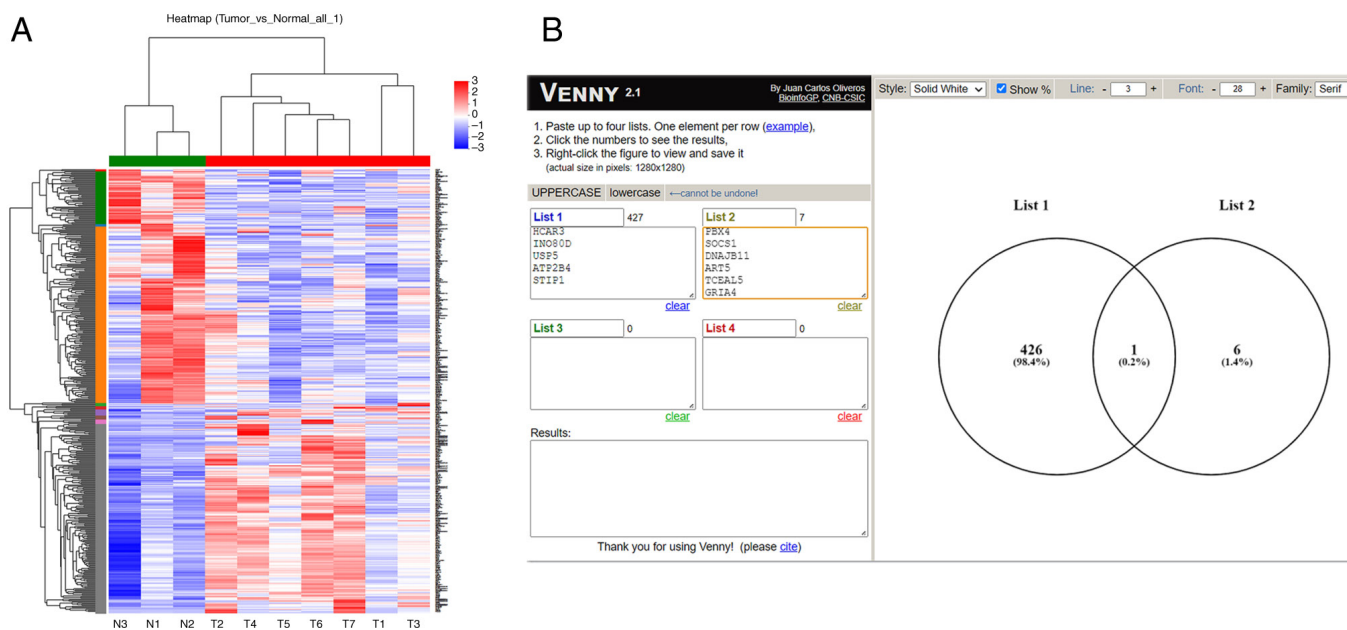 A
Heatmap (Tumor_vs_Normal_all_1)
3
2
1
0
−1
−2
−3
N3 N1 N2 T2 T4 T5 T6 T7 T1 T3
B
VENNY 2.1
By Juan Carlos Oliveros
BioinfoGP, CNB-CSIC
1. Paste up to four lists. One element per row (example),
2. Click the numbers to see the results,
3. Right-click the figure to view and save it
(actual size in pixels: 1280x1280)
UPPERCASE lowercase ←cannot be undone!
List 1 427
HCAR3
INO80D
USP5
ATP2B4
STIP1
clear
List 2 7
PBX4
SOCS1
DNAJB11
ART5
TCEAL5
GRIA4
clear
List 3 0
clear
List 4 0
clear
Results:
Thank you for using Venny! (please cite)
Style: Solid White Show % Line: - 3 + Font: - 28 + Family: Serif
List 1 List 2
426 1 6
(98.4%) (0.2%) (1.4%)